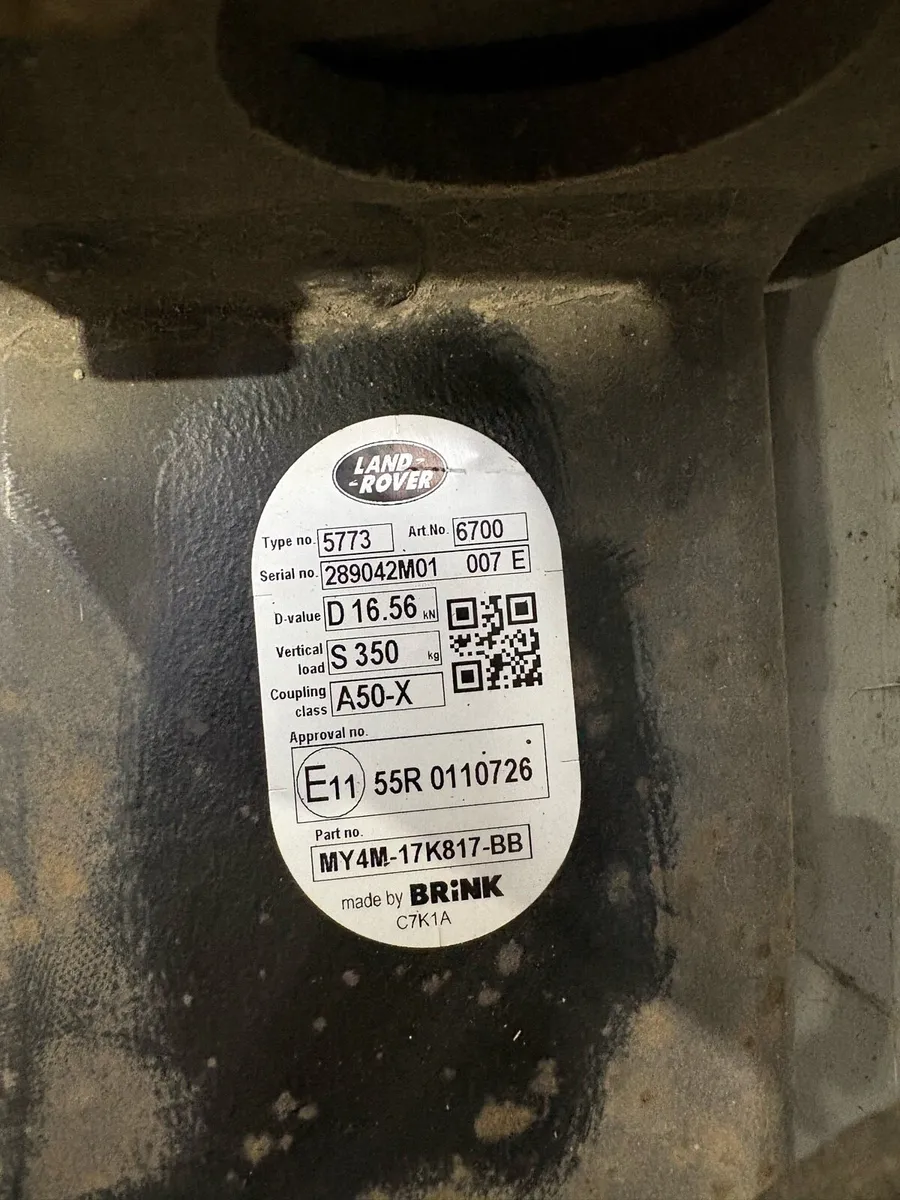 LAND-
-ROVER
Type no. 5773 Art.No. 6700
Serial no. 289042M01 007 E
D-value D 16.56 kN
Vertical load S 350 kg
Coupling class A50-X
Approval no.
E11 55R 0110726
Part no.
MY4M-17K817-BB
made by BRiNK
C7K1A